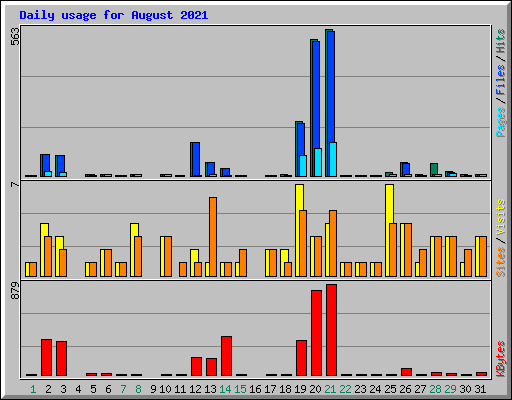 Daily usage for August 2021
563
Pages / Files / Hits
7
Sites / Visits
879
KBytes
1 2 3 4 5 6 7 8 9 10 11 12 13 14 15 16 17 18 19 20 21 22 23 24 25 26 27 28 29 30 31